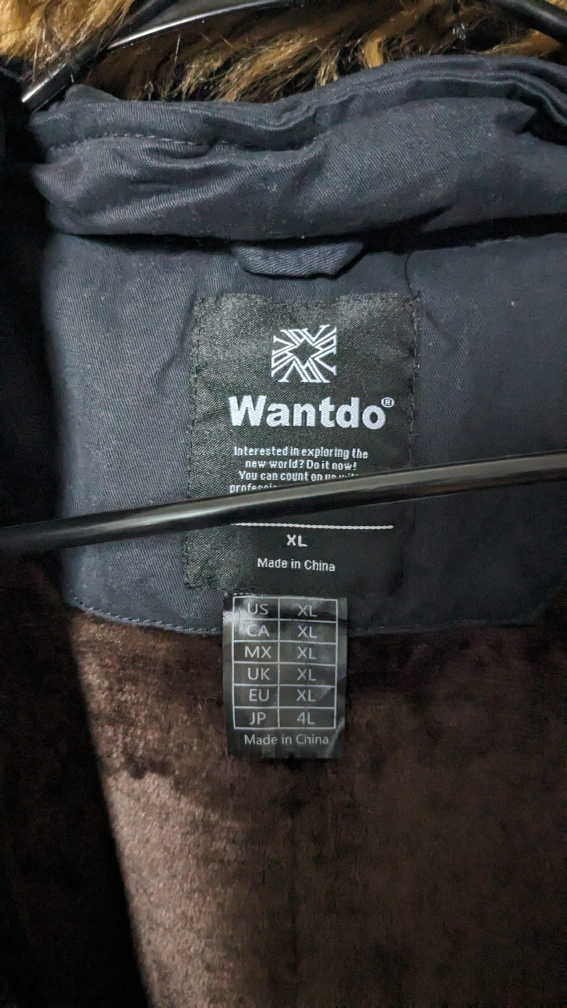 Wantdo®
Interested in exploring the
new world? Do it now!
You can count on us
XL
Made in China
US XL
CA XL
MX XL
UK XL
EU XL
JP 4L
Made in China